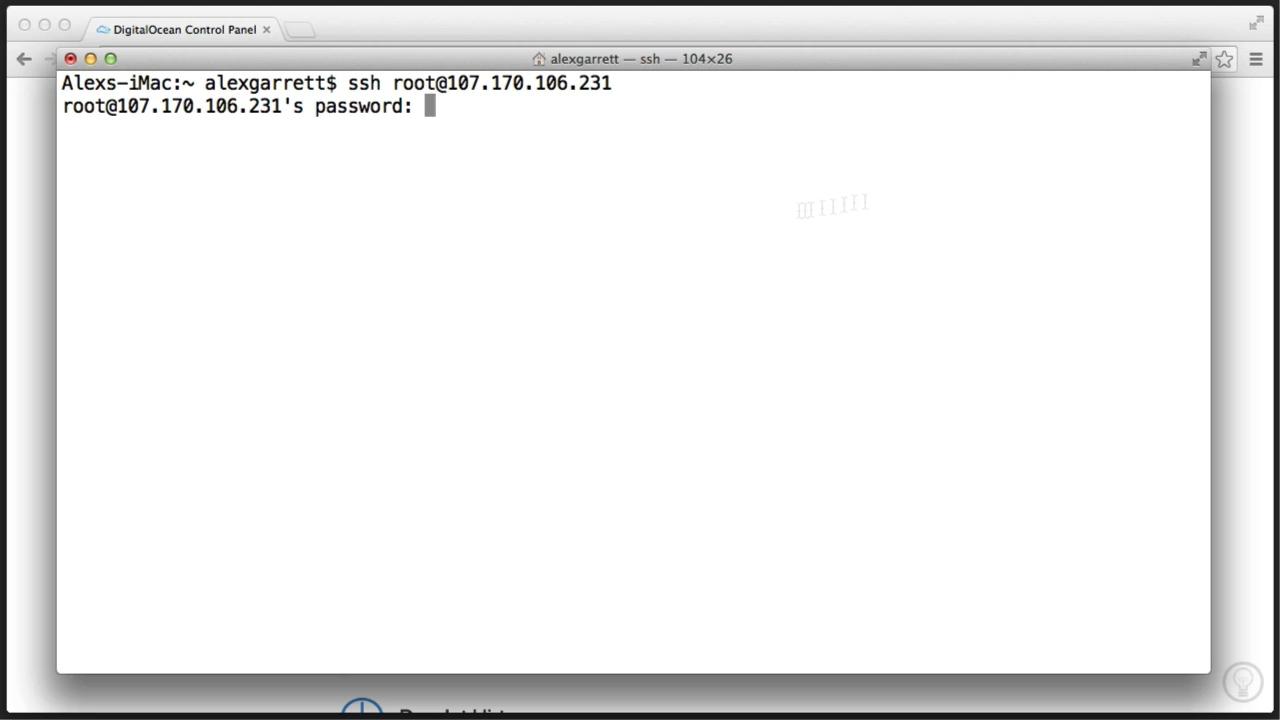 DigitalOcean Control Panel
alexgarrett — ssh — 104×26
Alexs-iMac:~ alexgarrett$ ssh root@107.170.106.231
root@107.170.106.231's password: